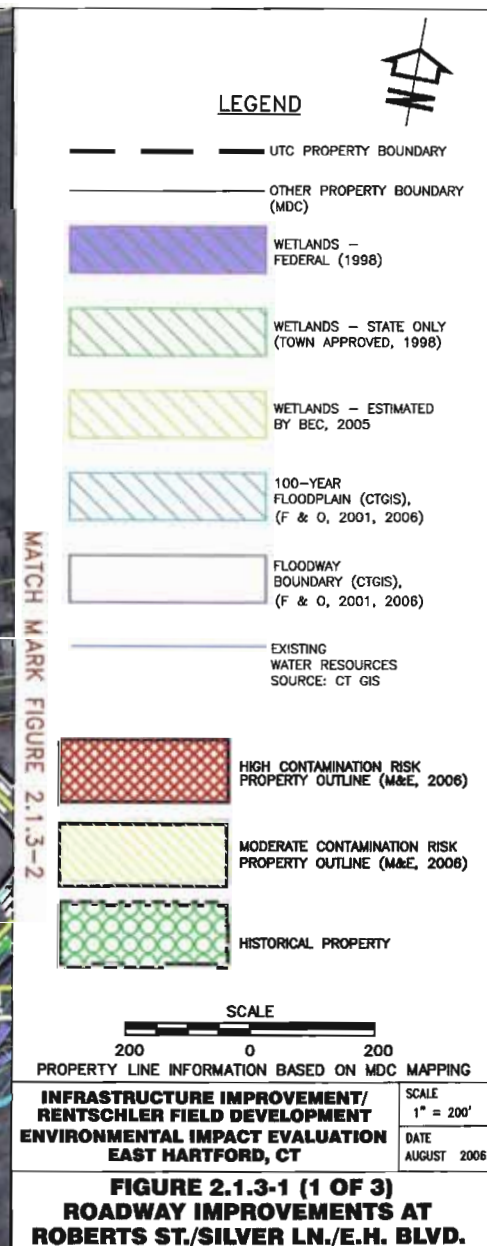 LEGEND
N
UTC PROPERTY BOUNDARY
OTHER PROPERTY BOUNDARY
(MDC)
WETLANDS –
FEDERAL (1998)
WETLANDS – STATE ONLY
(TOWN APPROVED, 1998)
WETLANDS – ESTIMATED
BY BEC, 2005
100-YEAR
FLOODPLAIN (CTGIS),
(F & O, 2001, 2006)
FLOODWAY
BOUNDARY (CTGIS),
(F & O, 2001, 2006)
EXISTING
WATER RESOURCES
SOURCE: CT GIS
MATCH MARK FIGURE 2.1.3-2
HIGH CONTAMINATION RISK
PROPERTY OUTLINE (M&E, 2006)
MODERATE CONTAMINATION RISK
PROPERTY OUTLINE (M&E, 2006)
HISTORICAL PROPERTY
SCALE
200 0 200
PROPERTY LINE INFORMATION BASED ON MDC MAPPING
INFRASTRUCTURE IMPROVEMENT/
RENTSCHLER FIELD DEVELOPMENT
ENVIRONMENTAL IMPACT EVALUATION
EAST HARTFORD, CT
SCALE
1" = 200'
DATE
AUGUST 2006
FIGURE 2.1.3-1 (1 OF 3)
ROADWAY IMPROVEMENTS AT
ROBERTS ST./SILVER LN./E.H. BLVD.